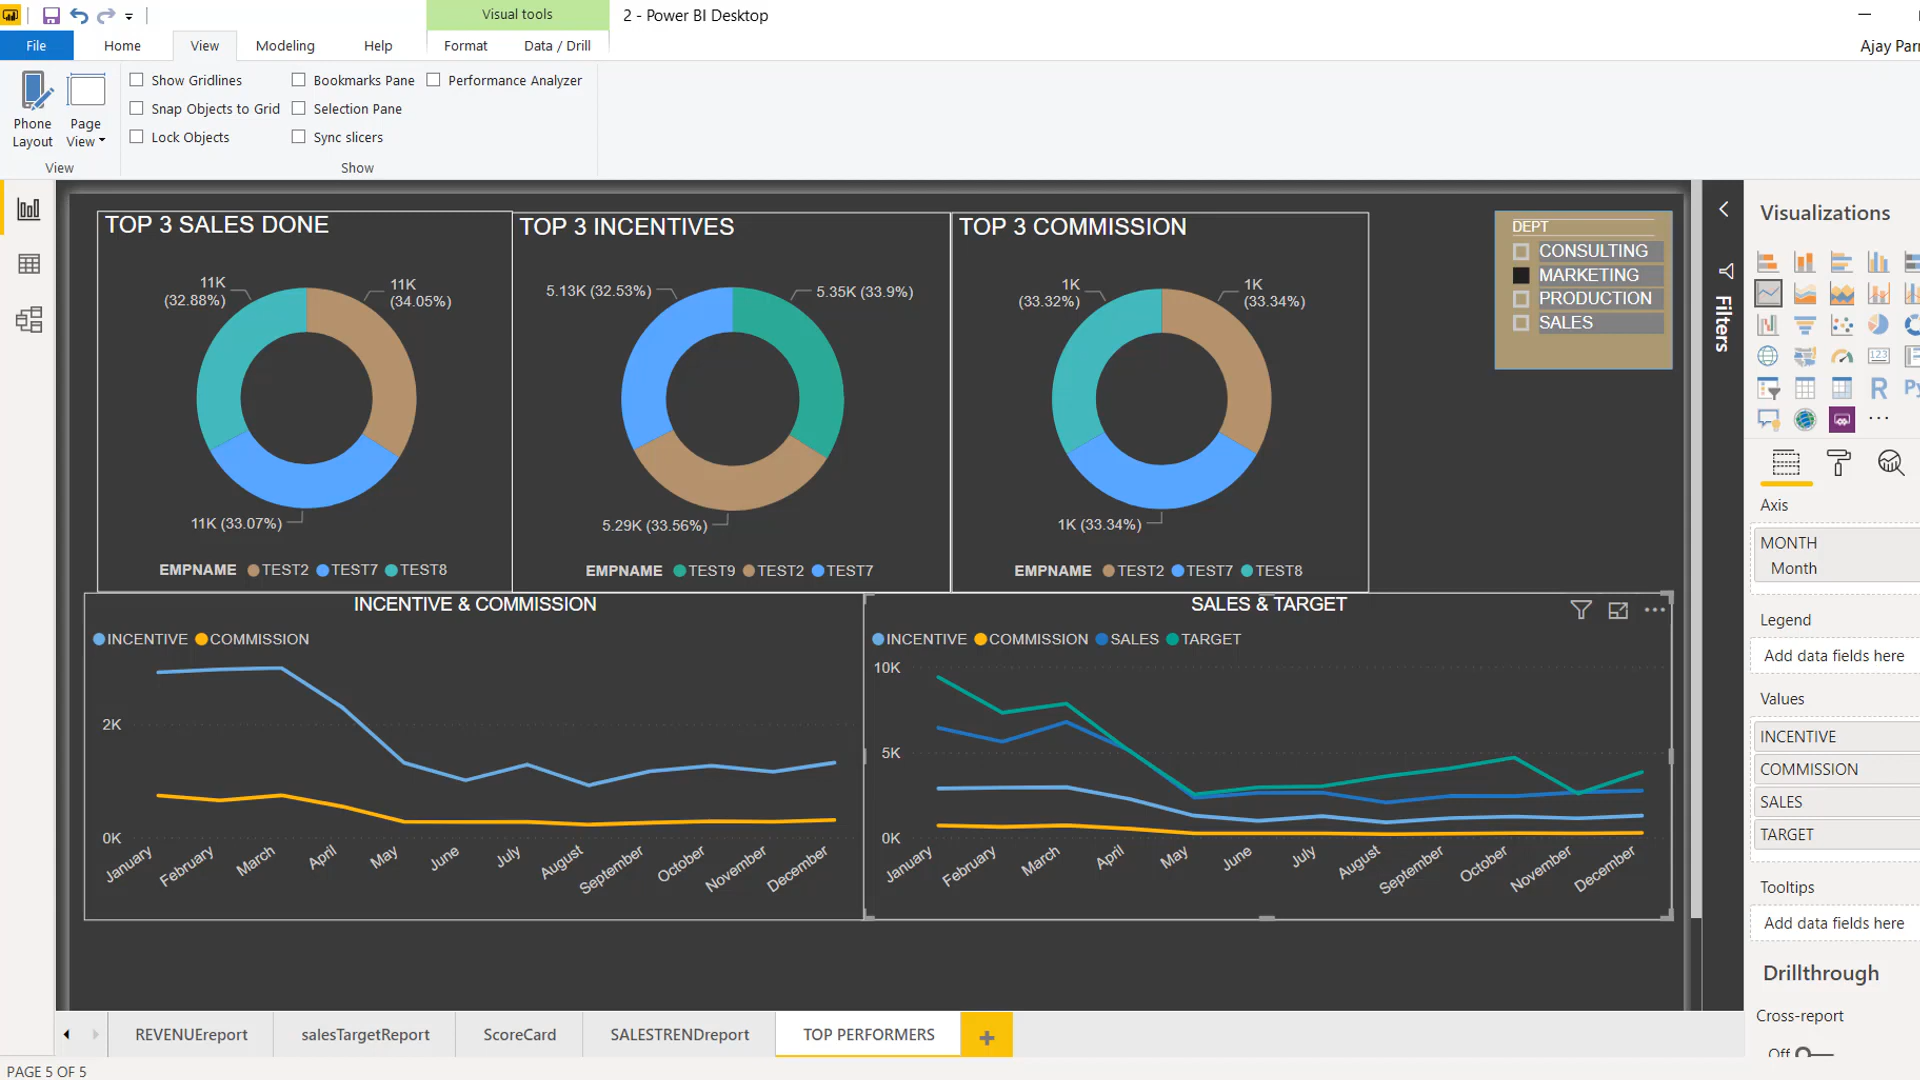 Visual tools
2 - Power BI Desktop
File Home View Modeling Help Format Data / Drill
Ajay Parr
Phone Layout
Page View
Show Gridlines
Snap Objects to Grid
Lock Objects
Bookmarks Pane
Selection Pane
Sync slicers
Performance Analyzer
View
Show
TOP 3 SALES DONE
11K
(32.88%)
11K
(34.05%)
11K (33.07%)
EMPNAME TEST2 TEST7 TEST8
TOP 3 INCENTIVES
5.13K (32.53%)
5.35K (33.9%)
5.29K (33.56%)
EMPNAME TEST9 TEST2 TEST7
TOP 3 COMMISSION
1K
(33.32%)
1K
(33.34%)
1K (33.34%)
EMPNAME TEST2 TEST7 TEST8
DEPT
CONSULTING
MARKETING
PRODUCTION
SALES
INCENTIVE & COMMISSION
INCENTIVE COMMISSION
2K
0K
January February March April May June July August September October November December
SALES & TARGET
INCENTIVE COMMISSION SALES TARGET
10K
5K
0K
January February March April May June July August September October November December
Filters
Visualizations
123
R
Py
Axis
MONTH
Month
Legend
Add data fields here
Values
INCENTIVE
COMMISSION
SALES
TARGET
Tooltips
Add data fields here
Drillthrough
Cross-report
Off
REVENUEreport salesTargetReport ScoreCard SALESTRENDreport TOP PERFORMERS
PAGE 5 OF 5